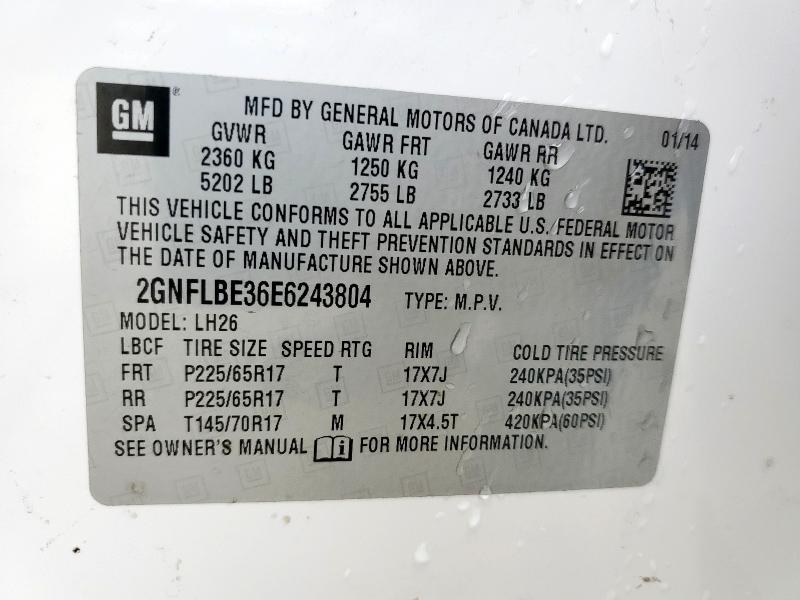 GM® MFD BY GENERAL MOTORS OF CANADA LTD. 01/14
GVWR GAWR FRT GAWR RR
2360 KG 1250 KG 1240 KG
5202 LB 2755 LB 2733 LB
THIS VEHICLE CONFORMS TO ALL APPLICABLE U.S. FEDERAL MOTOR
VEHICLE SAFETY AND THEFT PREVENTION STANDARDS IN EFFECT ON
THE DATE OF MANUFACTURE SHOWN ABOVE.
2GNFLBE36E6243804 TYPE: M.P.V.
MODEL: LH26
LBCF TIRE SIZE SPEED RTG RIM COLD TIRE PRESSURE
FRT P225/65R17 T 17X7J 240KPA(35PSI)
RR P225/65R17 T 17X7J 240KPA(35PSI)
SPA T145/70R17 M 17X4.5T 420KPA(60PSI)
SEE OWNER'S MANUAL i FOR MORE INFORMATION.